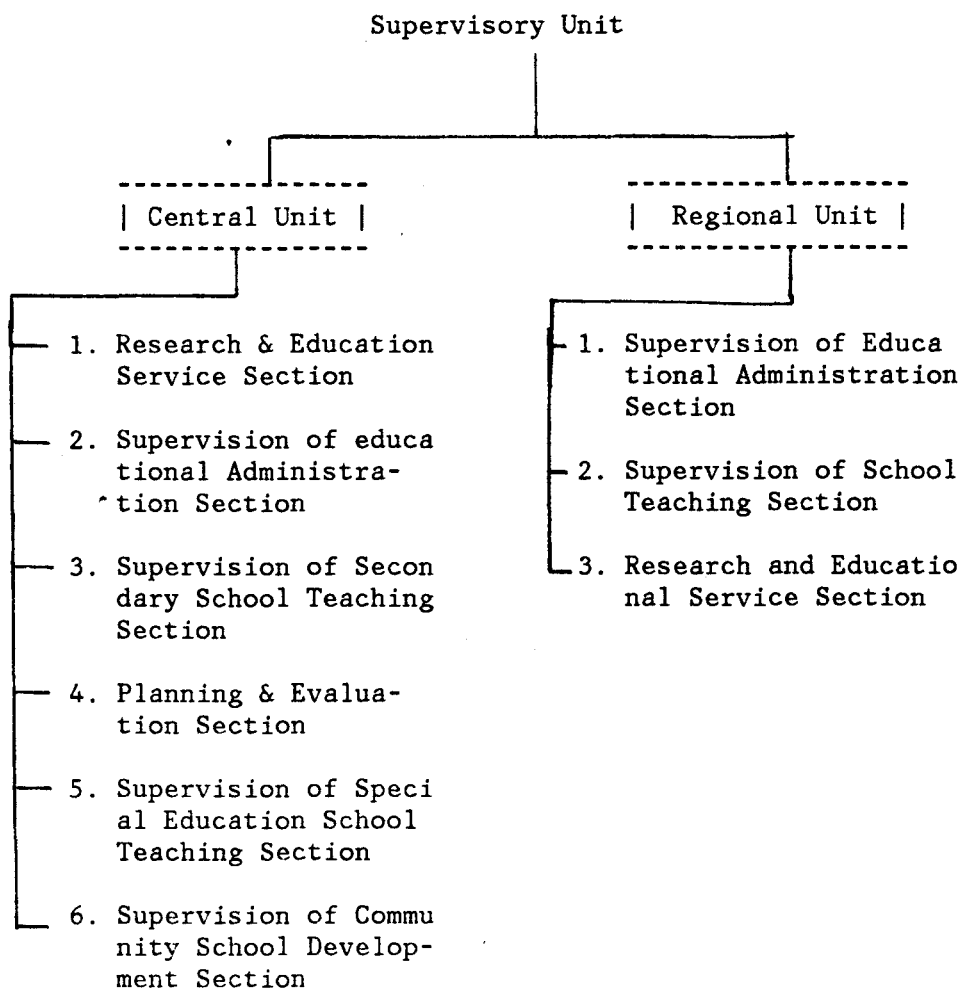 Supervisory Unit
| Central Unit |
| Regional Unit |
1. Research & Education
Service Section
2. Supervision of educa
tional Administra-
tion Section
3. Supervision of Secon
dary School Teaching
Section
4. Planning & Evalua-
tion Section
5. Supervision of Speci
al Education School
Teaching Section
6. Supervision of Commu
nity School Develop-
ment Section
1. Supervision of Educa
tional Administration
Section
2. Supervision of School
Teaching Section
3. Research and Educatio
nal Service Section